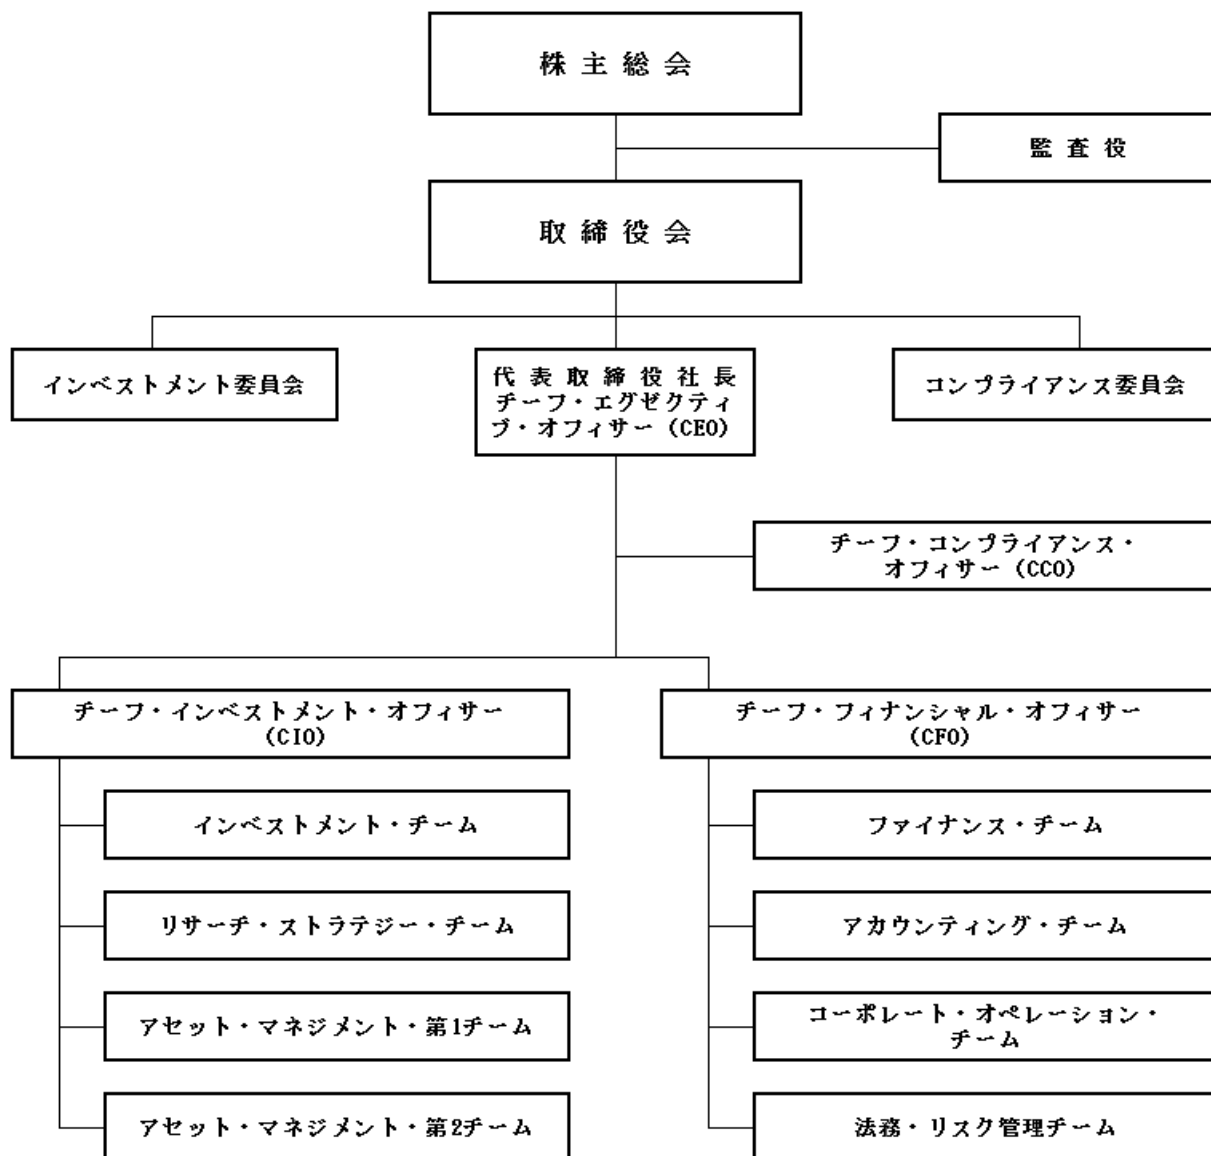 株主総会
監査役
取締役会
インベストメント委員会
代表取締役社長
チーフ・エグゼクティ
ブ・オフィサー(CEO)
コンプライアンス委員会
チーフ・コンプライアンス・
オフィサー(CCO)
チーフ・インベストメント・オフィサー
(CIO)
チーフ・フィナンシャル・オフィサー
(CFO)
インベストメント・チーム
ファイナンス・チーム
リサーチ・ストラテジー・チーム
アカウンティング・チーム
アセット・マネジメント・第1チーム
コーポレート・オペレーション・
チーム
アセット・マネジメント・第2チーム
法務・リスク管理チーム